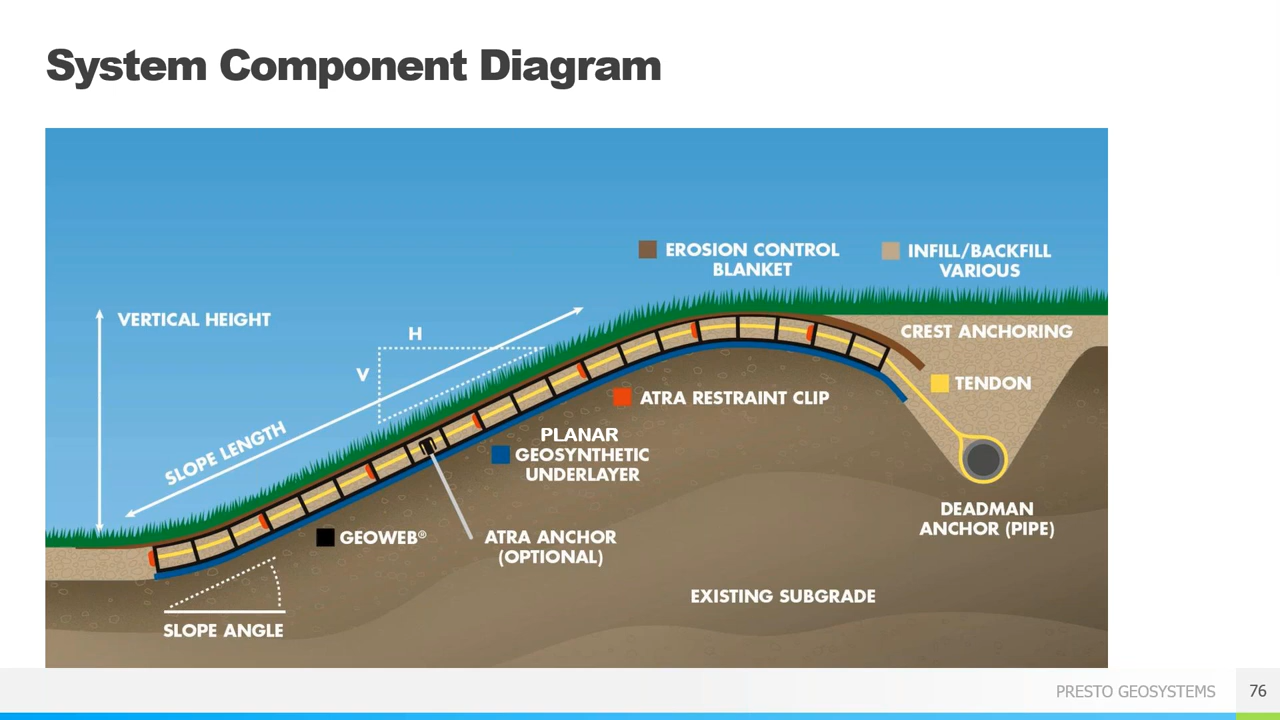 System Component Diagram
EROSION CONTROL
BLANKET
INFILL/BACKFILL
VARIOUS
VERTICAL HEIGHT
H
V
SLOPE LENGTH
CREST ANCHORING
TENDON
ATRA RESTRAINT CLIP
PLANAR
GEOSYNTHETIC
UNDERLAYER
GEOWEB®
ATRA ANCHOR
(OPTIONAL)
DEADMAN
ANCHOR (PIPE)
EXISTING SUBGRADE
SLOPE ANGLE
PRESTO GEOSYSTEMS
76